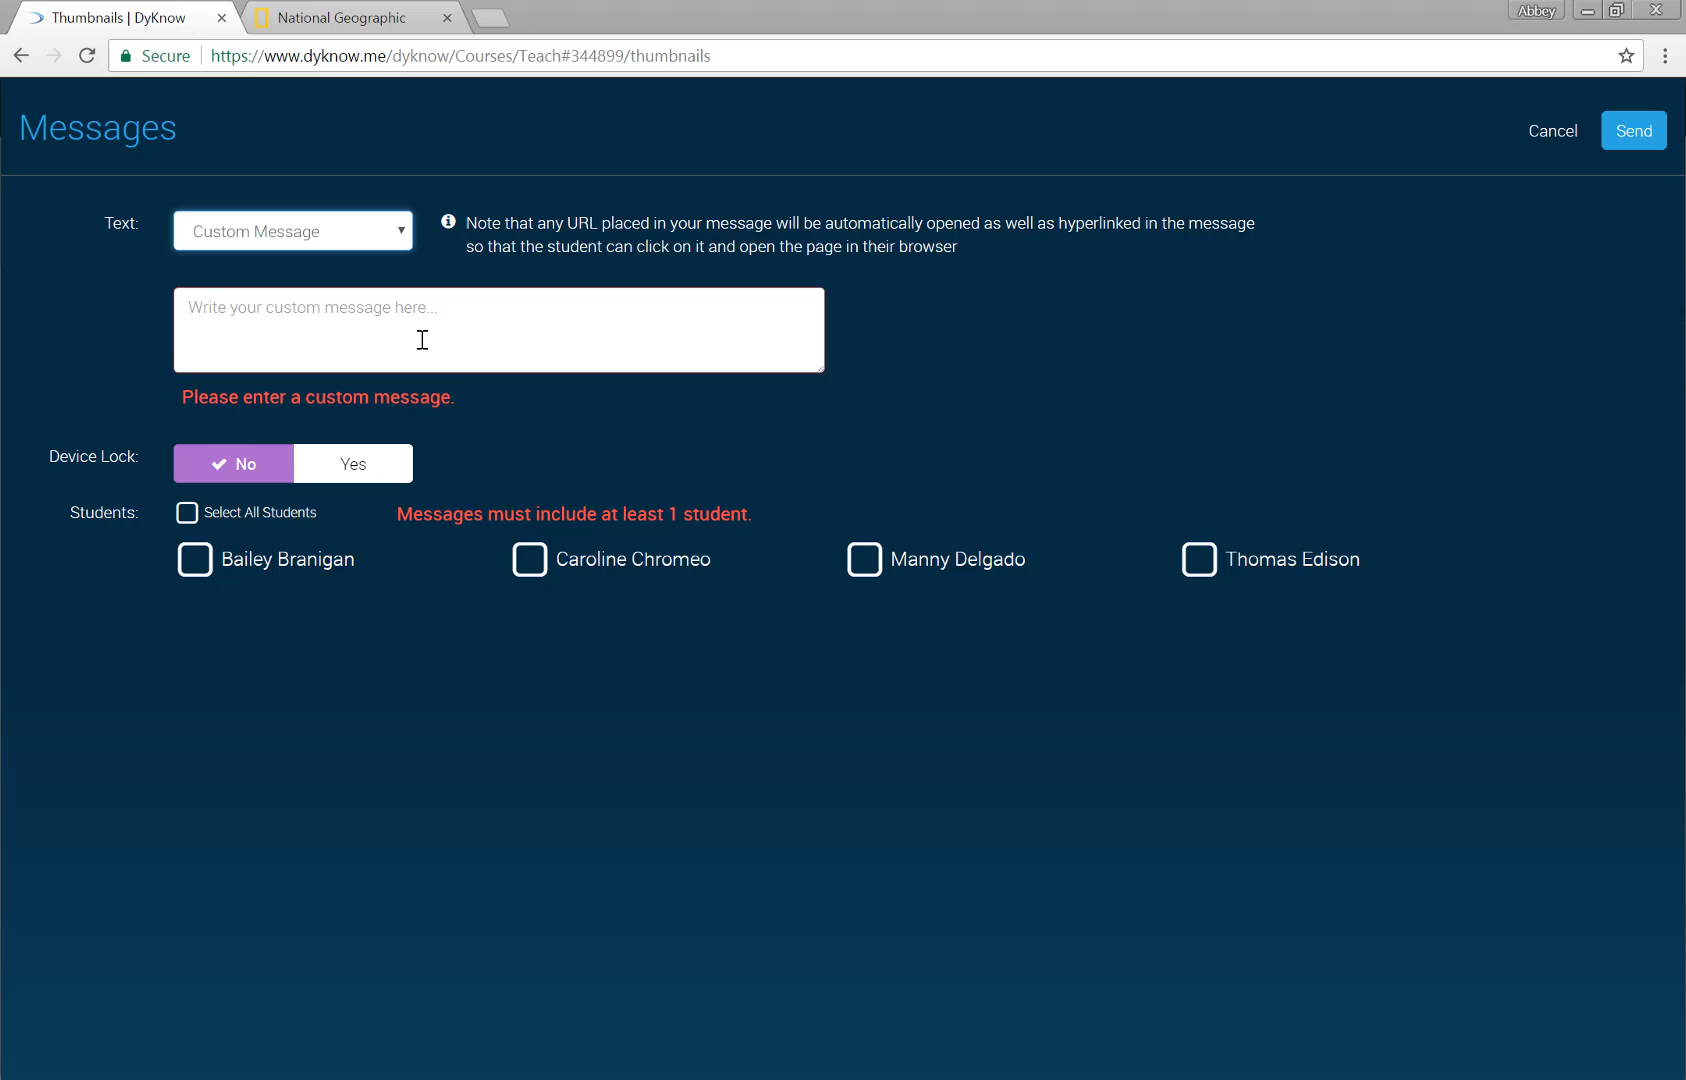 Thumbnails | DyKnow
National Geographic
Abbey
Secure
https://www.dyknow.me/dyknow/Courses/Teach#344899/thumbnails
Messages
Cancel
Send
Text:
Custom Message
Note that any URL placed in your message will be automatically opened as well as hyperlinked in the message
so that the student can click on it and open the page in their browser
Write your custom message here...
Please enter a custom message.
Device Lock:
No
Yes
Students:
Select All Students
Messages must include at least 1 student.
Bailey Branigan
Caroline Chromeo
Manny Delgado
Thomas Edison